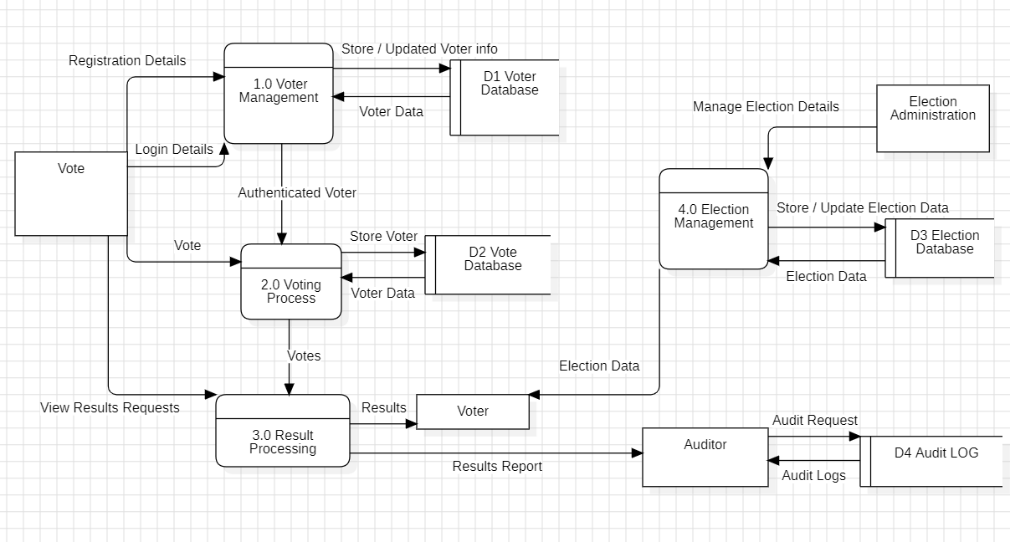 Store / Updated Voter info
Registration Details
1.0 Voter
Management
D1 Voter
Database
Voter Data
Manage Election Details
Election
Administration
Login Details
Vote
Authenticated Voter
4.0 Election
Management
Store / Update Election Data
D3 Election
Database
Election Data
Vote
Store Voter
D2 Vote
Database
2.0 Voting
Process
Voter Data
Votes
Election Data
View Results Requests
Results
Voter
3.0 Result
Processing
Results Report
Auditor
Audit Request
D4 Audit LOG
Audit Logs